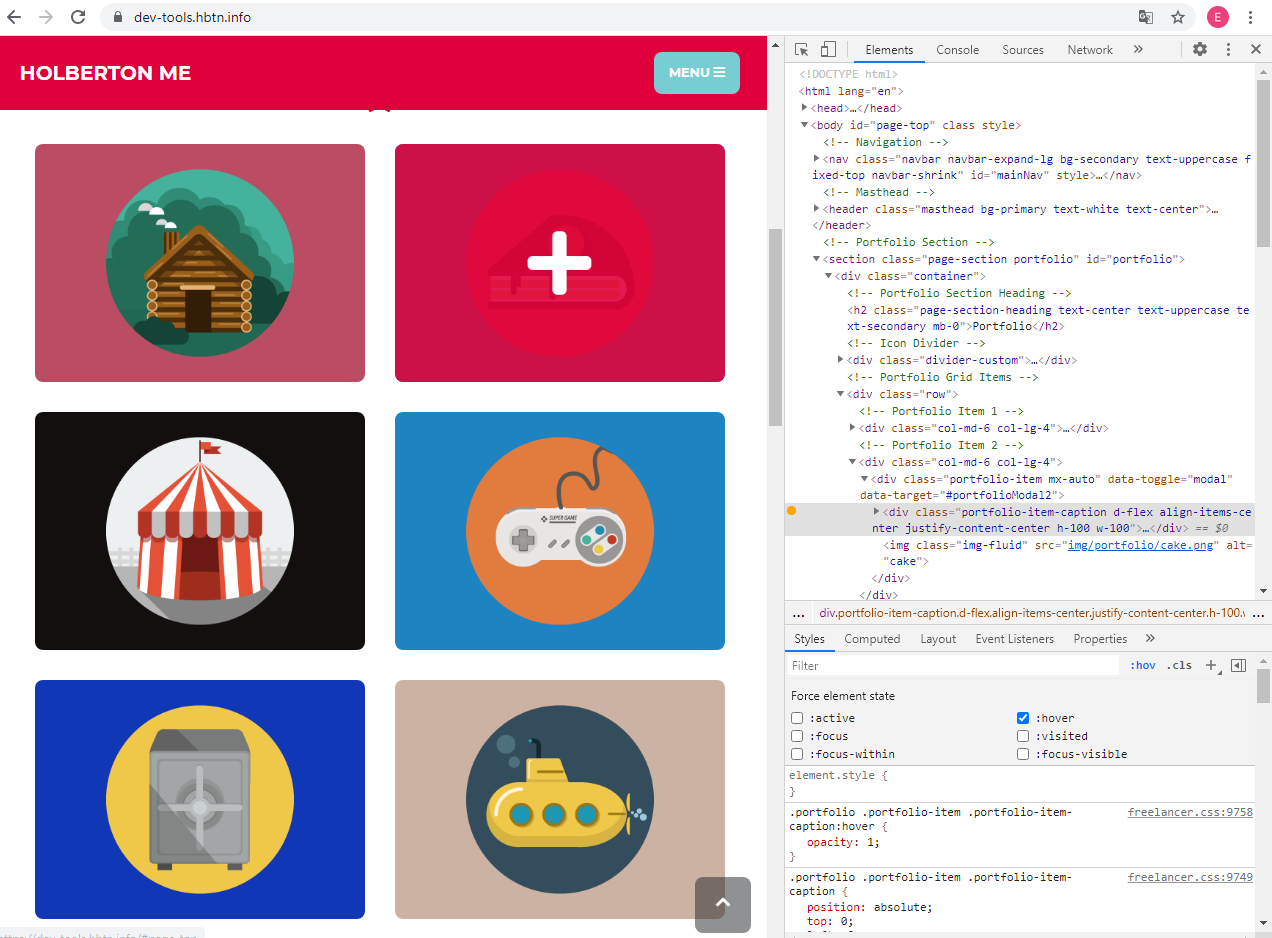 dev-tools.hbtn.info
E
HOLBERTON ME
MENU
SUPER GAME
Elements Console Sources Network »
<!DOCTYPE html>
<html lang="en">
<head>…</head>
<body id="page-top" class style>
<!-- Navigation -->
<nav class="navbar navbar-expand-lg bg-secondary text-uppercase f
ixed-top navbar-shrink" id="mainNav" style>…</nav>
<!-- Masthead -->
<header class="masthead bg-primary text-white text-center">…
</header>
<!-- Portfolio Section -->
<section class="page-section portfolio" id="portfolio">
<div class="container">
<!-- Portfolio Section Heading -->
<h2 class="page-section-heading text-center text-uppercase te
xt-secondary mb-0">Portfolio</h2>
<!-- Icon Divider -->
<div class="divider-custom">…</div>
<!-- Portfolio Grid Items -->
<div class="row">
<!-- Portfolio Item 1 -->
<div class="col-md-6 col-lg-4">…</div>
<!-- Portfolio Item 2 -->
<div class="col-md-6 col-lg-4">
<div class="portfolio-item mx-auto" data-toggle="modal"
data-target="#portfolioModal2">
<div class="portfolio-item-caption d-flex align-items-ce
nter justify-content-center h-100 w-100">…</div> == $0
<img class="img-fluid" src="img/portfolio/cake.png" alt=
"cake">
</div>
</div>
… div.portfolio-item-caption.d-flex.align-items-center.justify-content-center.h-100.w …
Styles Computed Layout Event Listeners Properties »
Filter :hov .cls +
Force element state
:active :hover
:focus :visited
:focus-within :focus-visible
element.style {
}
.portfolio .portfolio-item .portfolio-item- freelancer.css:9758
caption:hover {
opacity: 1;
}
.portfolio .portfolio-item .portfolio-item- freelancer.css:9749
caption {
position: absolute;
top: 0;